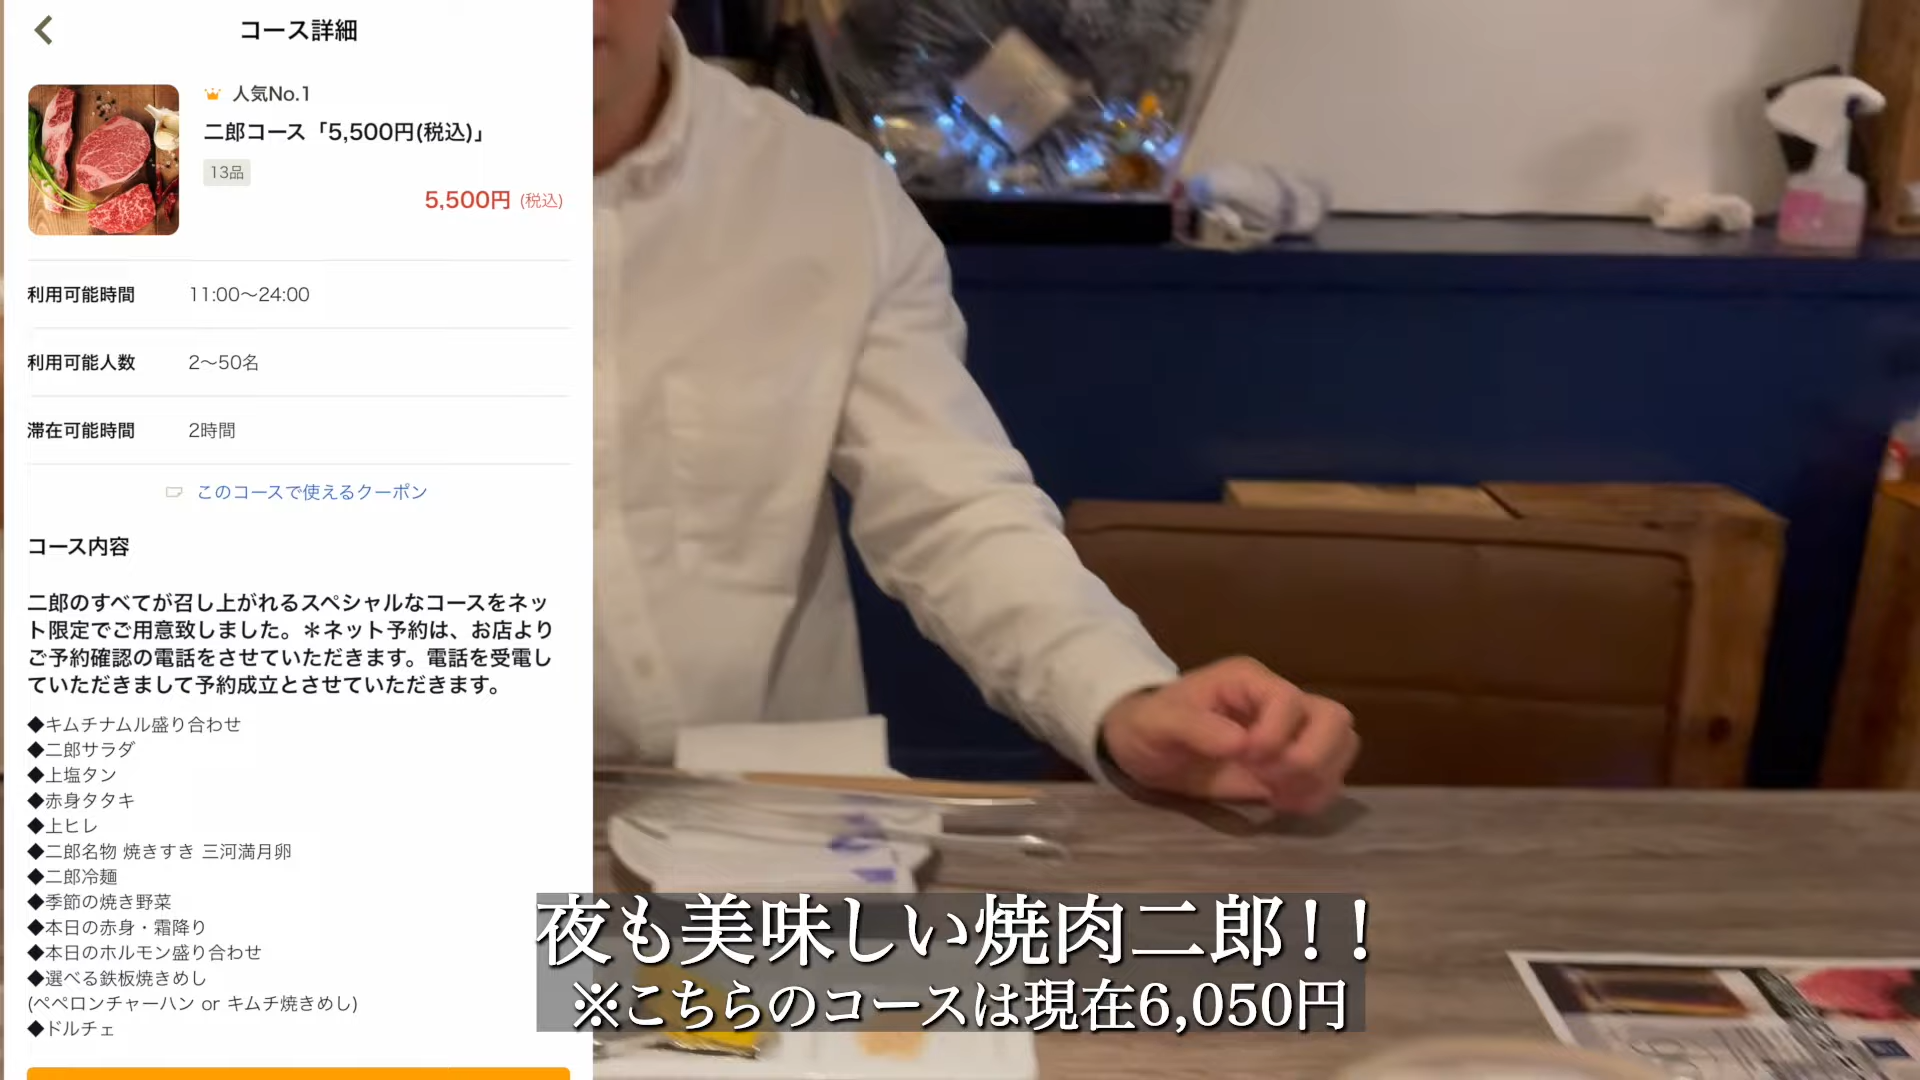 コース詳細
人気No.1
二郎コース「5,500円(税込)」
13品
5,500円 (税込)
利用可能時間 11:00〜24:00
利用可能人数 2〜50名
滞在可能時間 2時間
このコースで使えるクーポン
コース内容
二郎のすべてが召し上がれるスペシャルなコースをネッ
ト限定でご用意致しました。＊ネット予約は、お店より
ご予約確認の電話をさせていただきます。電話を受電し
ていただきまして予約成立とさせていただきます。
◆キムチナムル盛り合わせ
◆二郎サラダ
◆上塩タン
◆赤身タタキ
◆上ヒレ
◆二郎名物 焼きすき 三河満月卵
◆二郎冷麺
◆季節の焼き野菜
◆本日の赤身・霜降り
◆本日のホルモン盛り合わせ
◆選べる鉄板焼きめし
(ペペロンチャーハン or キムチ焼きめし)
◆ドルチェ
夜も美味しい焼肉二郎！！
※こちらのコースは現在6,050円